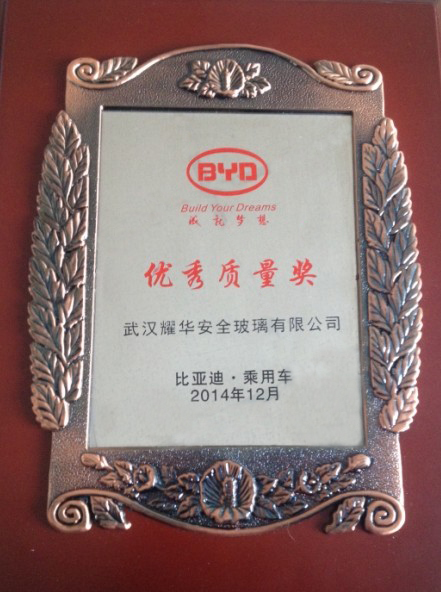 BYD
Build Your Dreams
成就梦想
优秀质量奖
武汉耀华安全玻璃有限公司
比亚迪·乘用车
2014年12月